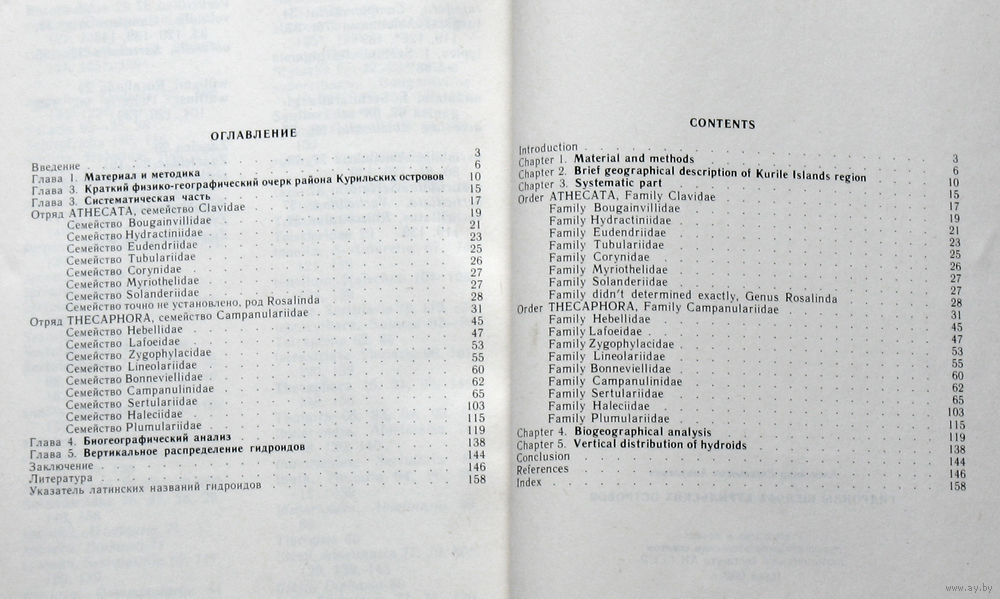 ОГЛАВЛЕНИЕ
Введение 3
Глава 1. Материал и методика 6
Глава 3. Краткий физико-географический очерк района Курильских островов 10
Глава 3. Систематическая часть 15
Отряд ATHECATA, семейство Clavidae 17
Семейство Bougainvillidae 19
Семейство Hydractiniidae 21
Семейство Eudendriidae 23
Семейство Tubulariidae 25
Семейство Corynidae 26
Семейство Myriothelidae 27
Семейство Solanderiidae 27
Семейство точно не установлено, род Rosalinda 28
Отряд THECAPHORA, семейство Campanulariidae 31
Семейство Hebellidae 45
Семейство Lafoeidae 47
Семейство Zygophylacidae 53
Семейство Lineolariidae 55
Семейство Bonneviellidae 60
Семейство Campanulinidae 62
Семейство Sertulariidae 65
Семейство Haleciidae 103
Семейство Plumulariidae 115
Глава 4. Биогеографический анализ 119
Глава 5. Вертикальное распределение гидроидов 138
Заключение 144
Литература 146
Указатель латинских названий гидроидов 158
CONTENTS
Introduction 3
Chapter 1. Material and methods 6
Chapter 2. Brief geographical description of Kurile Islands region 10
Chapter 3. Systematic part 15
Order ATHECATA, Family Clavidae 17
Family Bougainvillidae 19
Family Hydractiniidae 21
Family Eudendriidae 23
Family Tubulariidae 25
Family Corynidae 26
Family Myriothelidae 27
Family Solanderiidae 27
Family didn't determined exactly, Genus Rosalinda 28
Order THECAPHORA, Family Campanulariidae 31
Family Hebellidae 45
Family Lafoeidae 47
Family Zygophylacidae 53
Family Lineolariidae 55
Family Bonneviellidae 60
Family Campanulinidae 62
Family Sertulariidae 65
Family Haleciidae 103
Family Plumulariidae 115
Chapter 4. Biogeographical analysis 119
Chapter 5. Vertical distribution of hydroids 138
Conclusion 144
References 146
Index 158
www.ay.by